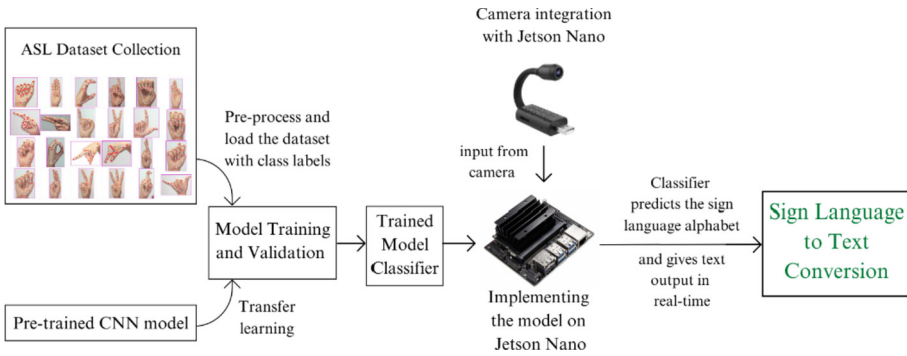 ASL Dataset Collection
Pre-process and
load the dataset
with class labels
Model Training
and Validation
Pre-trained CNN model
Transfer
learning
Trained
Model
Classifier
Camera integration
with Jetson Nano
input from
camera
Implementing
the model on
Jetson Nano
Classifier
predicts the sign
language alphabet
and gives text
output in
real-time
Sign Language
to Text
Conversion